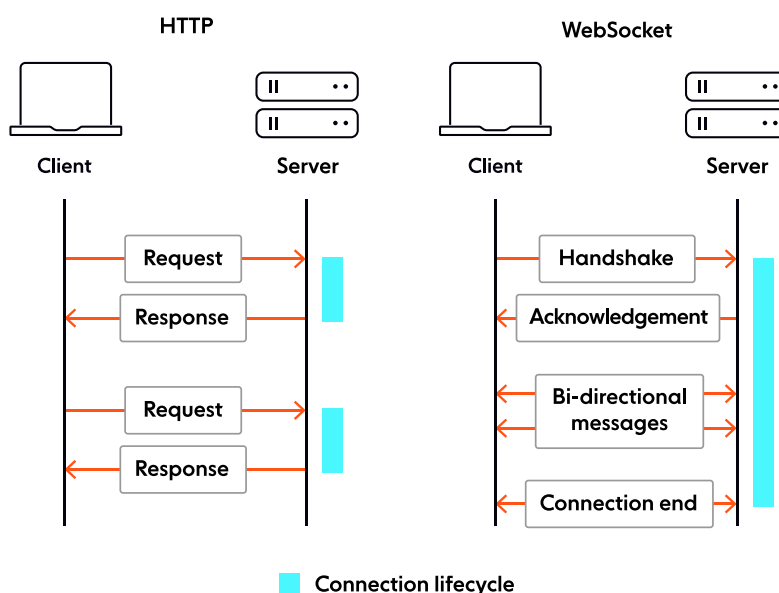 HTTP
WebSocket
Client
Server
Client
Server
Request
Response
Request
Response
Handshake
Acknowledgement
Bi-directional
messages
Connection end
Connection lifecycle